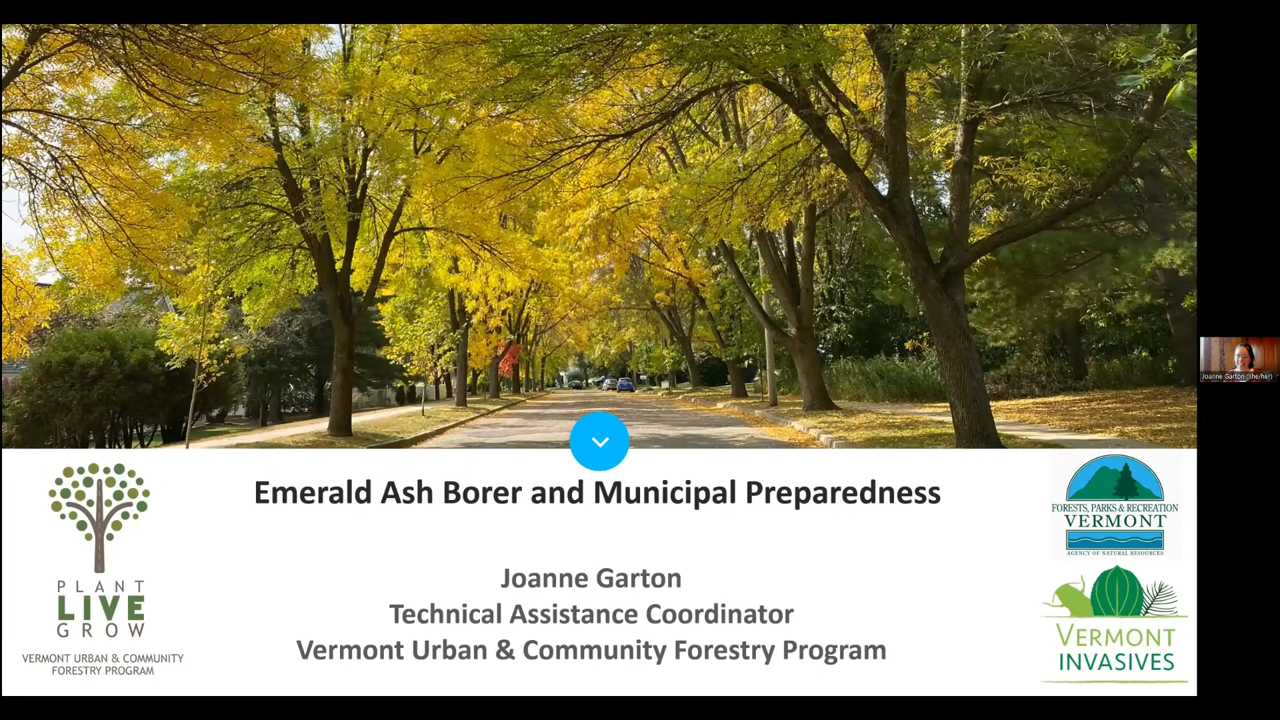 Joanne Garton (she/her)
Emerald Ash Borer and Municipal Preparedness
Joanne Garton
Technical Assistance Coordinator
Vermont Urban & Community Forestry Program
PLANT
LIVE
GROW
VERMONT URBAN & COMMUNITY
FORESTRY PROGRAM
FORESTS, PARKS & RECREATION
VERMONT
AGENCY OF NATURAL RESOURCES
VERMONT
INVASIVES